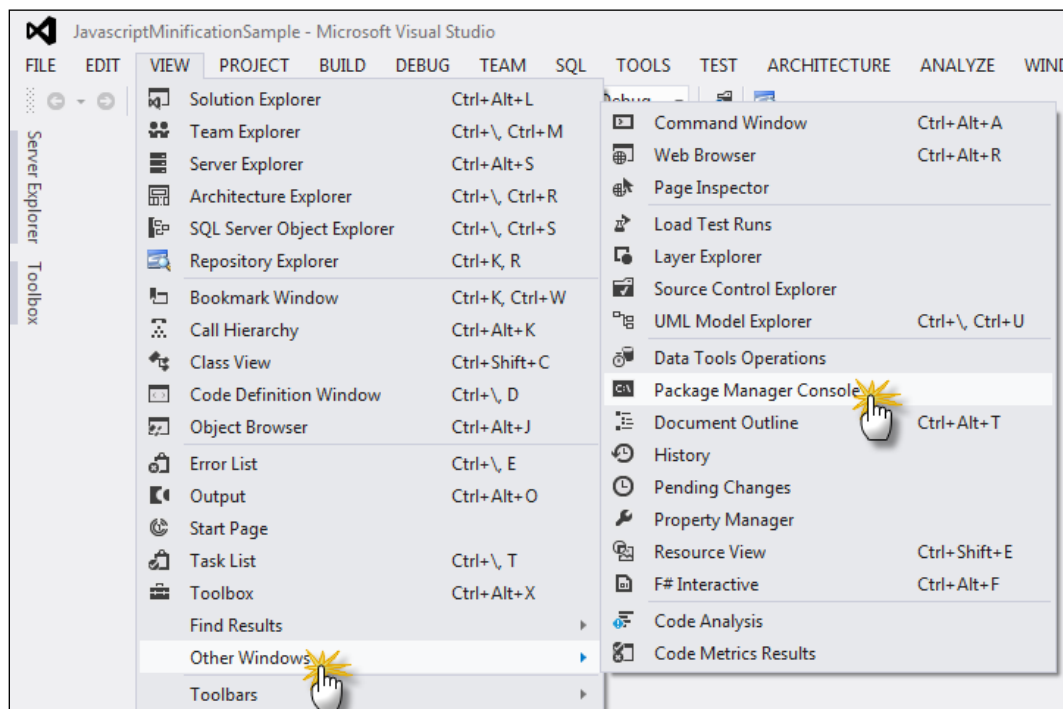 JavascriptMinificationSample - Microsoft Visual Studio
FILE EDIT VIEW PROJECT BUILD DEBUG TEAM SQL TOOLS TEST ARCHITECTURE ANALYZE
Server Explorer
Toolbox
Solution Explorer Ctrl+Alt+L
Team Explorer Ctrl+\, Ctrl+M
Server Explorer Ctrl+Alt+S
Architecture Explorer Ctrl+\, Ctrl+R
SQL Server Object Explorer Ctrl+\, Ctrl+S
Repository Explorer Ctrl+K, R
Bookmark Window Ctrl+K, Ctrl+W
Call Hierarchy Ctrl+Alt+K
Class View Ctrl+Shift+C
Code Definition Window Ctrl+\, D
Object Browser Ctrl+Alt+J
Error List Ctrl+\, E
Output Ctrl+Alt+O
Start Page
Task List Ctrl+\, T
Toolbox Ctrl+Alt+X
Find Results
Other Windows
Toolbars
Command Window Ctrl+Alt+A
Web Browser Ctrl+Alt+R
Page Inspector
Load Test Runs
Layer Explorer
Source Control Explorer
UML Model Explorer Ctrl+\, Ctrl+U
Data Tools Operations
Package Manager Console
Document Outline Ctrl+Alt+T
History
Pending Changes
Property Manager
Resource View Ctrl+Shift+E
F# Interactive Ctrl+Alt+F
Code Analysis
Code Metrics Results